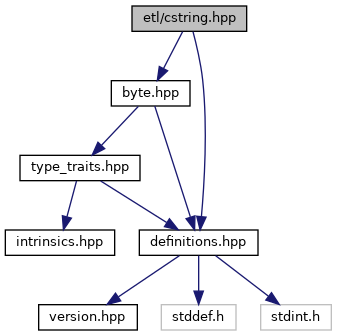 etl/cstring.hpp
byte.hpp
type_traits.hpp
intrinsics.hpp
definitions.hpp
version.hpp
stddef.h
stdint.h